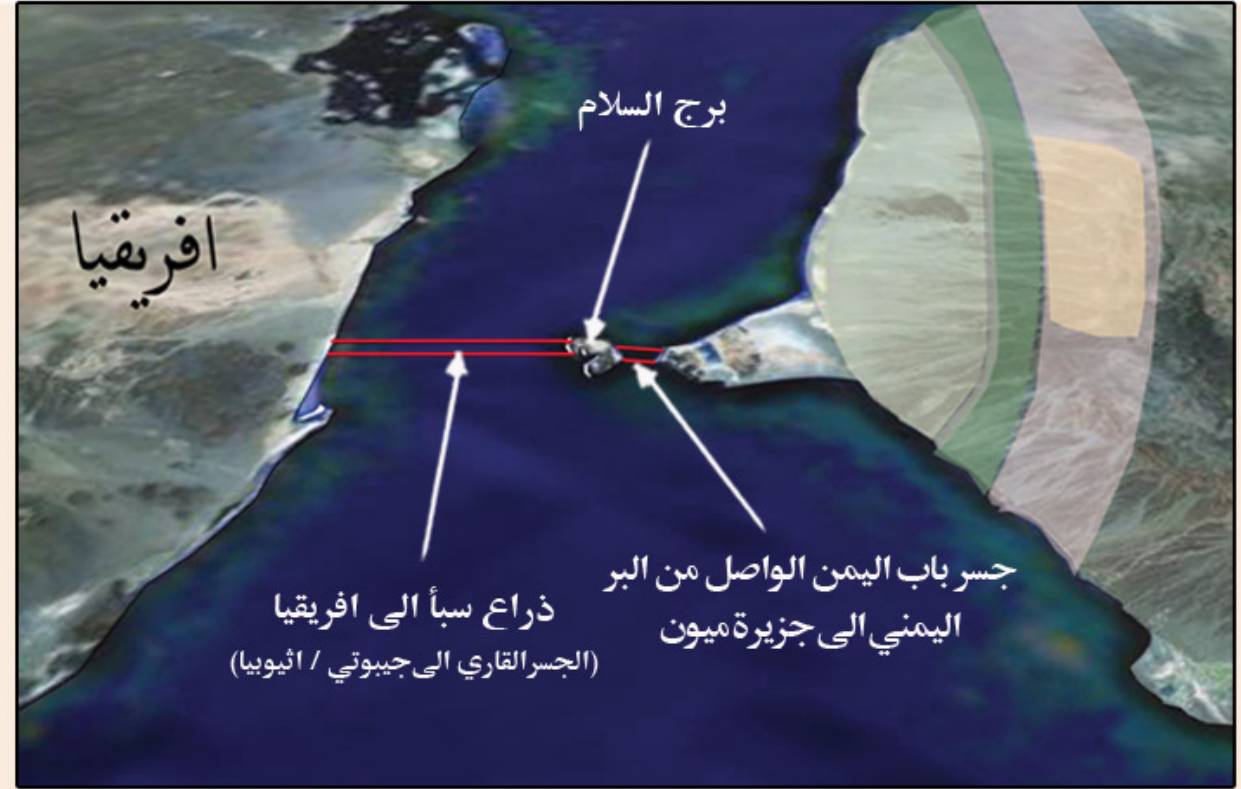 برج السلام
افريقيا
جسر باب اليمن الواصل من البر
اليمني الى جزيرة ميون
ذراع سبأ الى افريقيا
(الجسر القاري الى جيبوتي / اثيوبيا)